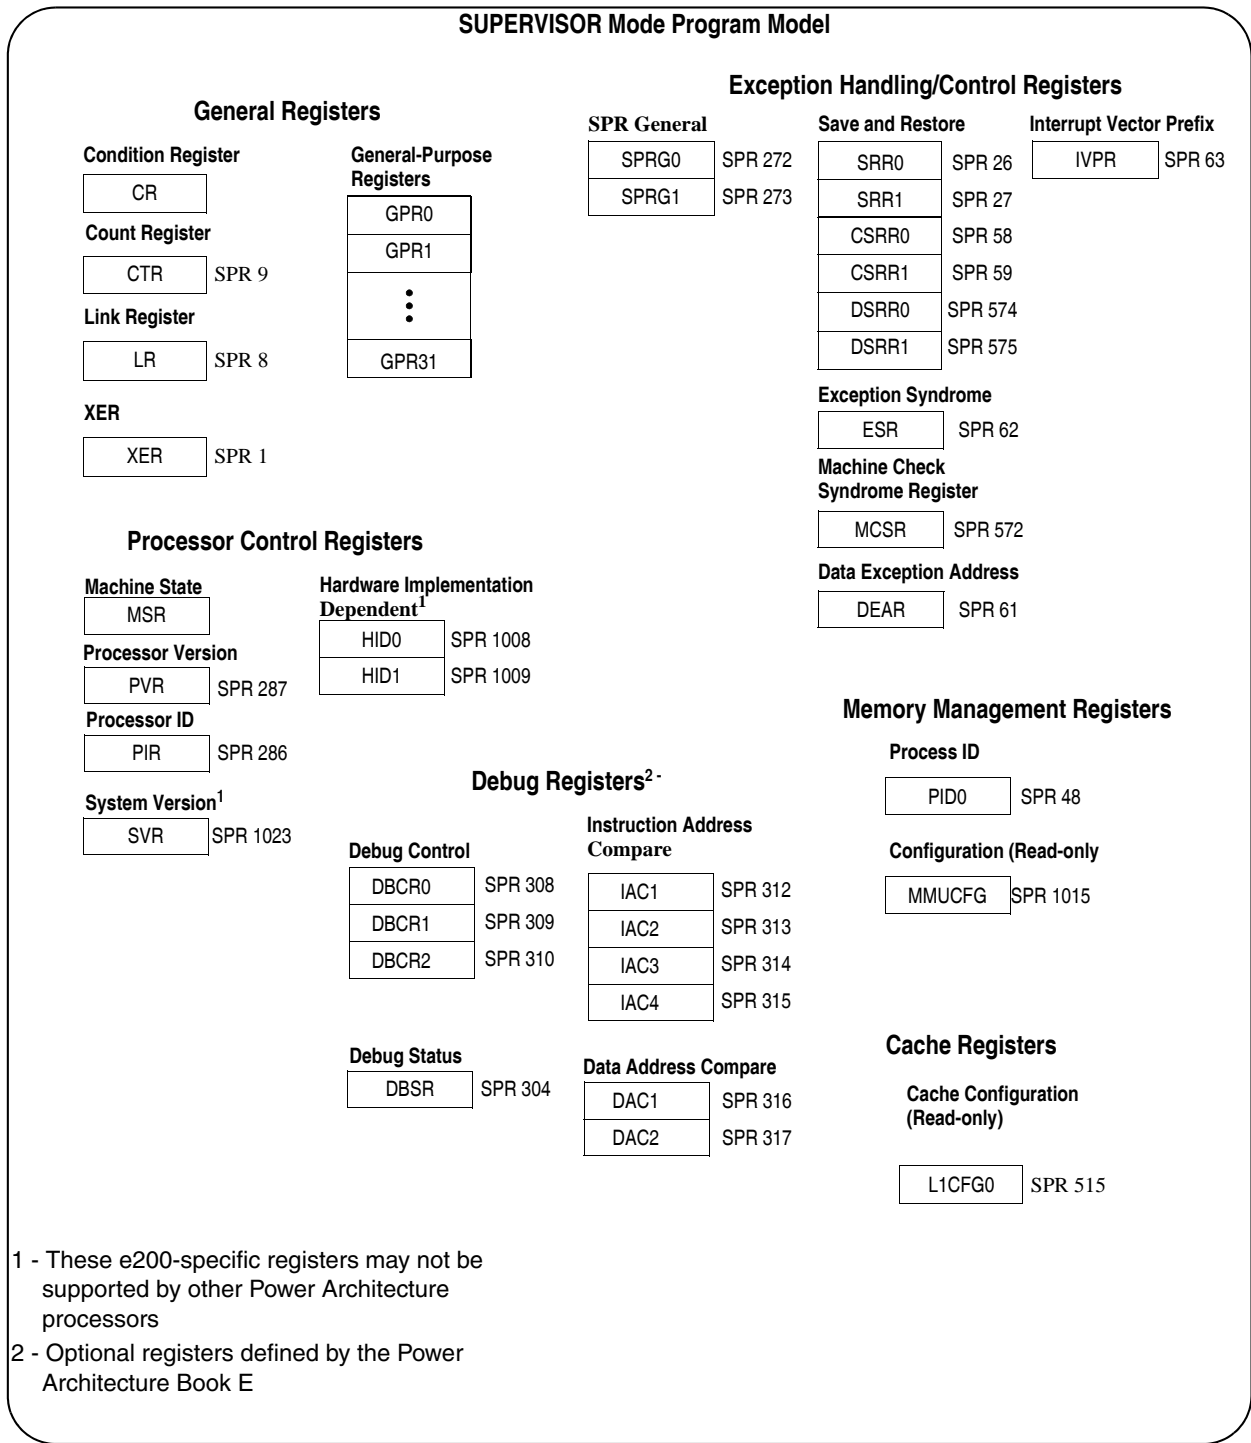 SUPERVISOR Mode Program Model
General Registers
Condition Register
CR
Count Register
CTR SPR 9
Link Register
LR SPR 8
XER
XER SPR 1
General-Purpose
Registers
GPR0
GPR1
GPR31
Exception Handling/Control Registers
SPR General
SPRG0 SPR 272
SPRG1 SPR 273
Save and Restore
SRR0 SPR 26
SRR1 SPR 27
CSRR0 SPR 58
CSRR1 SPR 59
DSRR0 SPR 574
DSRR1 SPR 575
Interrupt Vector Prefix
IVPR SPR 63
Exception Syndrome
ESR SPR 62
Machine Check
Syndrome Register
MCSR SPR 572
Data Exception Address
DEAR SPR 61
Processor Control Registers
Machine State
MSR
Processor Version
PVR SPR 287
Processor ID
PIR SPR 286
System Version1
SVR SPR 1023
Hardware Implementation
Dependent1
HID0 SPR 1008
HID1 SPR 1009
Memory Management Registers
Process ID
PID0 SPR 48
Configuration (Read-only
MMUCFG SPR 1015
Debug Registers2 -
Debug Control
DBCR0 SPR 308
DBCR1 SPR 309
DBCR2 SPR 310
Debug Status
DBSR SPR 304
Instruction Address
Compare
IAC1 SPR 312
IAC2 SPR 313
IAC3 SPR 314
IAC4 SPR 315
Data Address Compare
DAC1 SPR 316
DAC2 SPR 317
Cache Registers
Cache Configuration
(Read-only)
L1CFG0 SPR 515
1 - These e200-specific registers may not be
supported by other Power Architecture
processors
2 - Optional registers defined by the Power
Architecture Book E